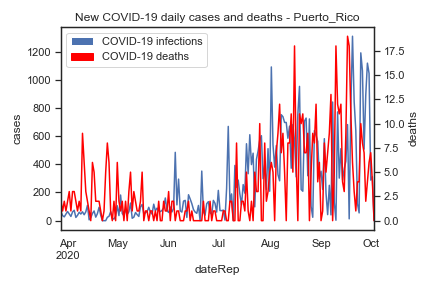 New COVID-19 daily cases and deaths - Puerto_Rico
COVID-19 infections
COVID-19 deaths
1200
1000
800
600
400
200
0
cases
17.5
15.0
12.5
10.0
7.5
5.0
2.5
0.0
deaths
Apr May Jun Jul Aug Sep Oct
2020
dateRep